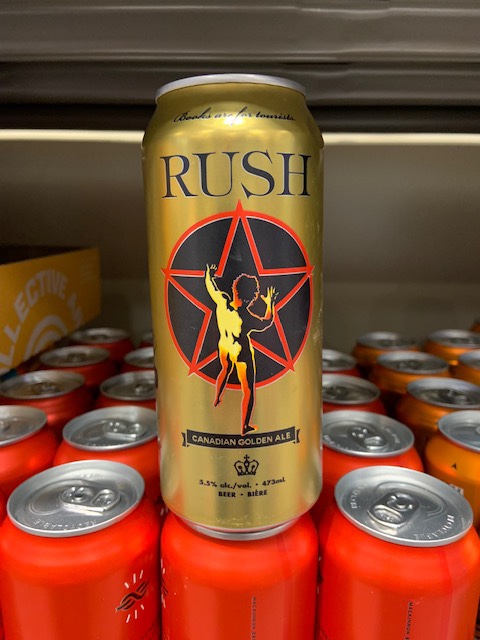 Books are for tourists.
RUSH
CANADIAN GOLDEN ALE
5.5% alc./vol. • 473mL
BEER • BIÈRE